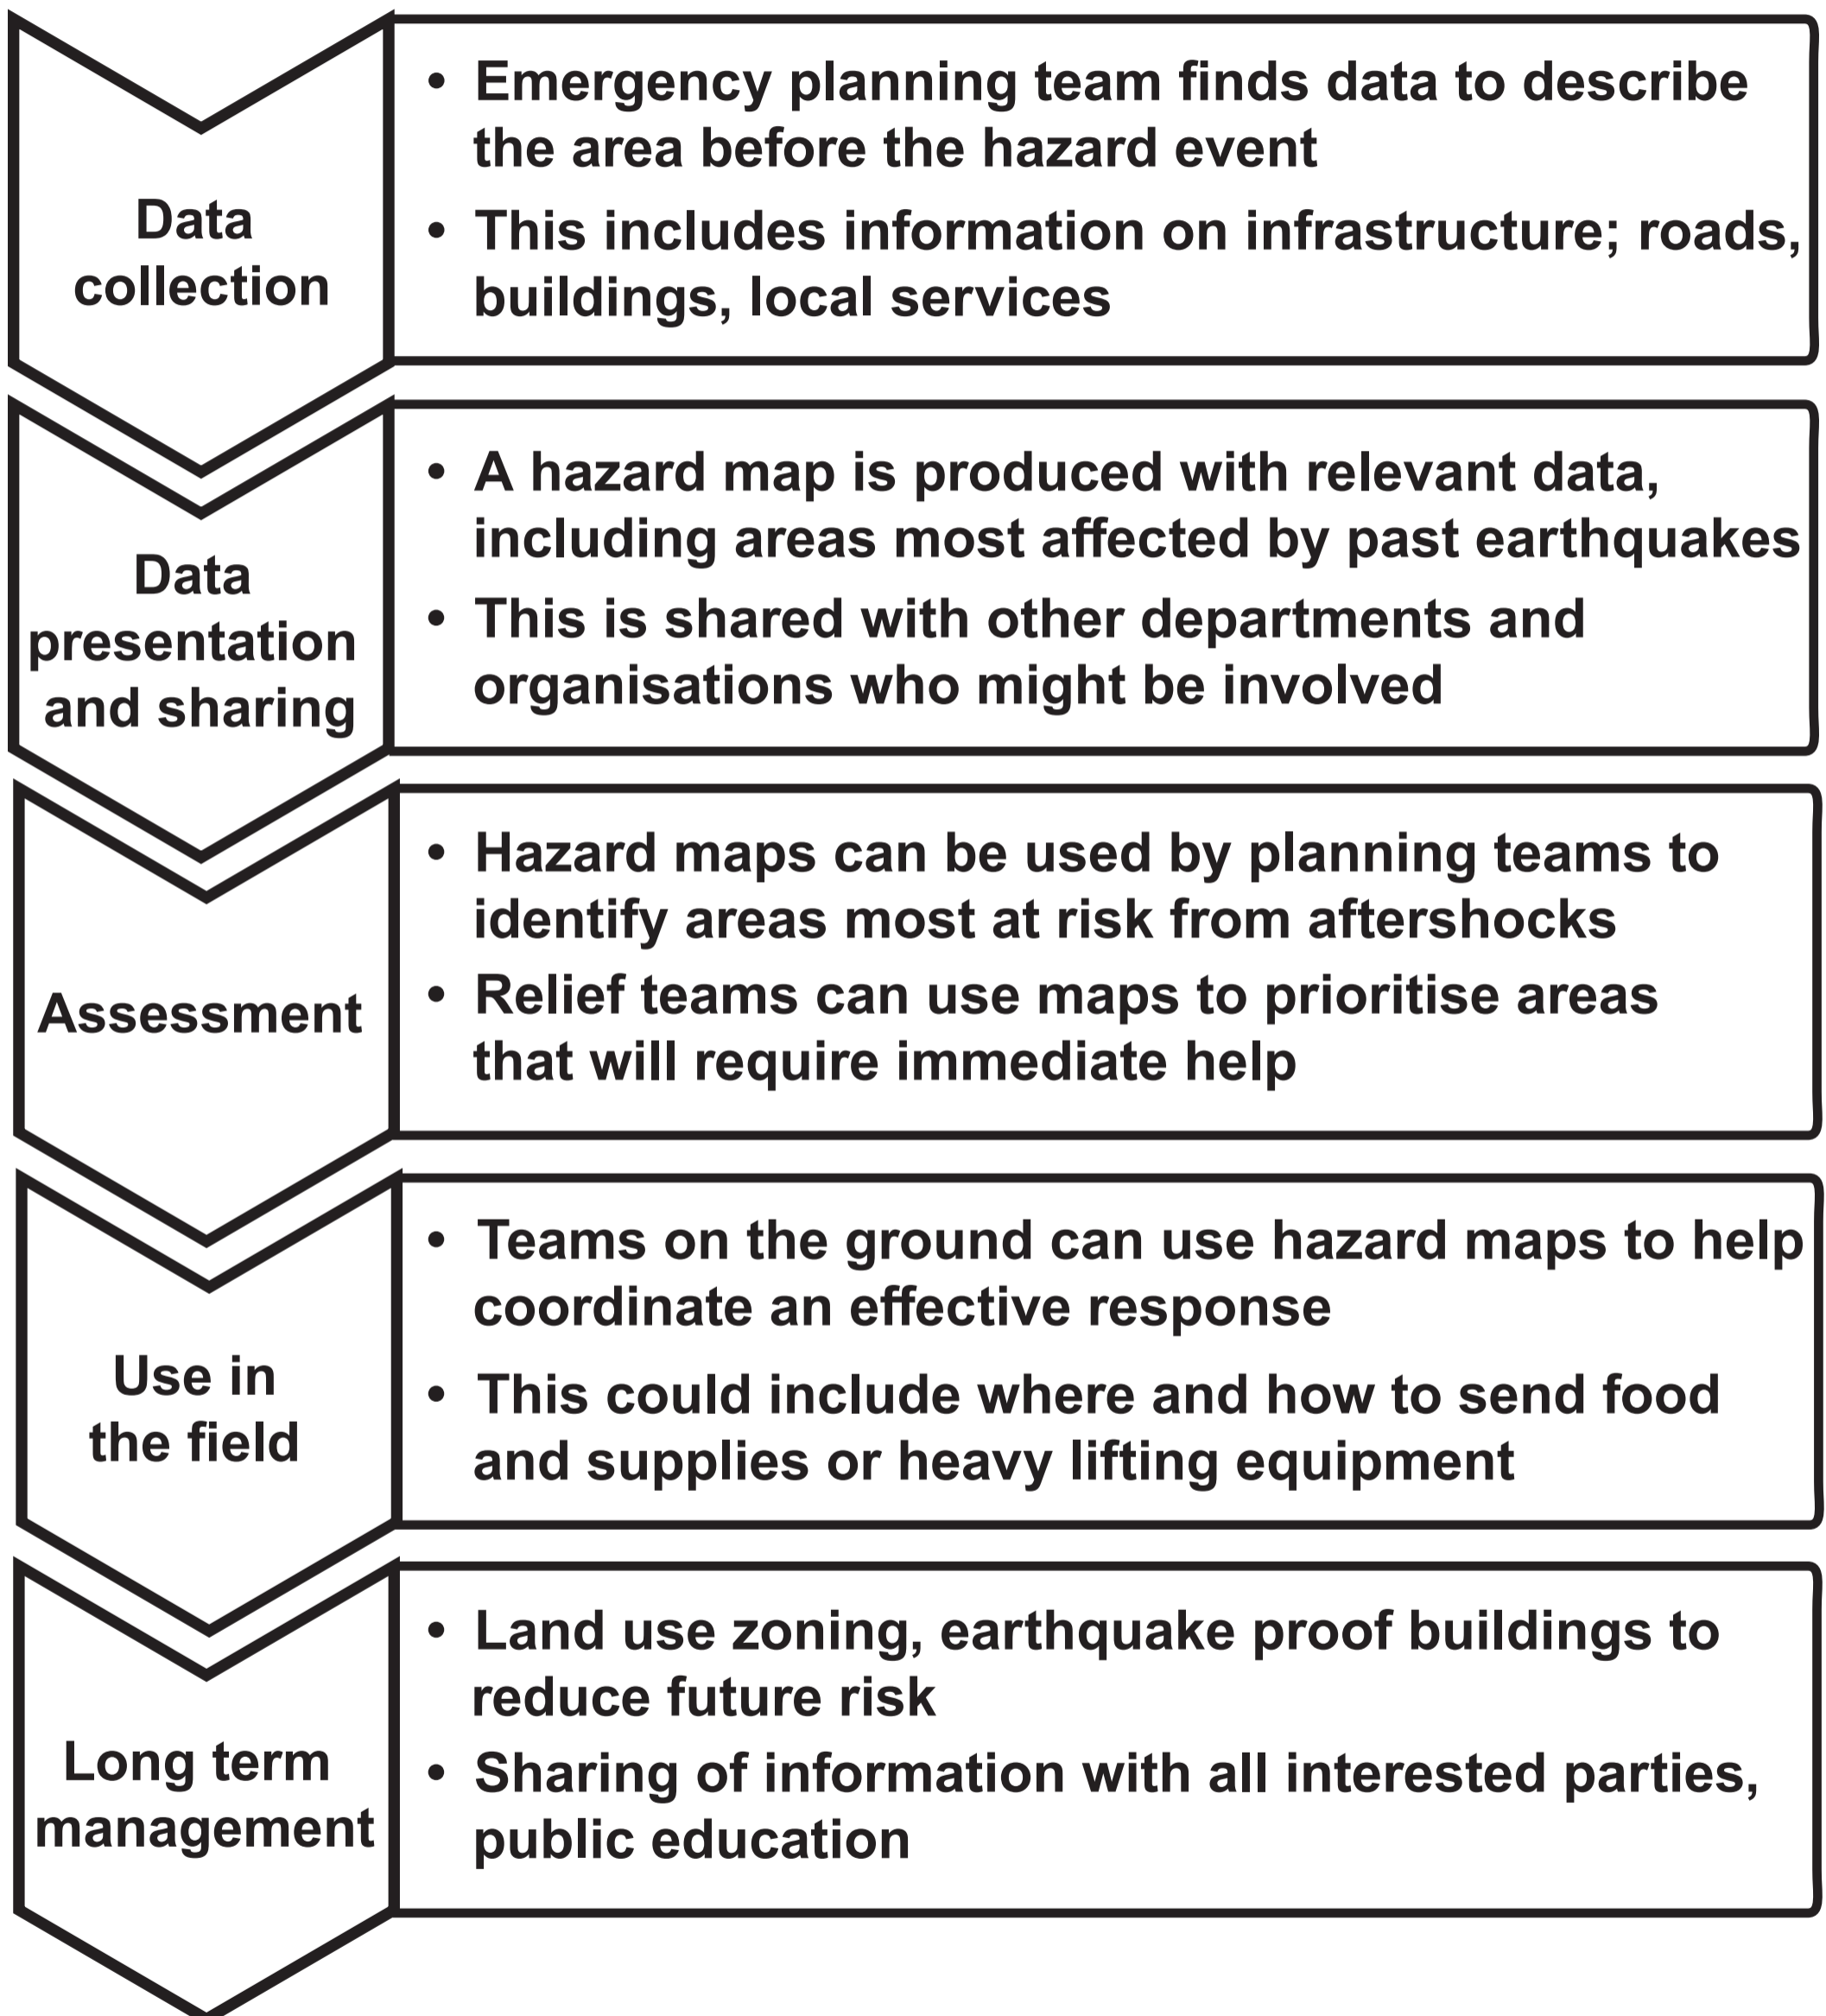 Data
collection
• Emergency planning team finds data to describe
the area before the hazard event
• This includes information on infrastructure; roads,
buildings, local services
Data
presentation
and sharing
• A hazard map is produced with relevant data,
including areas most affected by past earthquakes
• This is shared with other departments and
organisations who might be involved
Assessment
• Hazard maps can be used by planning teams to
identify areas most at risk from aftershocks
• Relief teams can use maps to prioritise areas
that will require immediate help
Use in
the field
• Teams on the ground can use hazard maps to help
coordinate an effective response
• This could include where and how to send food
and supplies or heavy lifting equipment
Long term
management
• Land use zoning, earthquake proof buildings to
reduce future risk
• Sharing of information with all interested parties,
public education